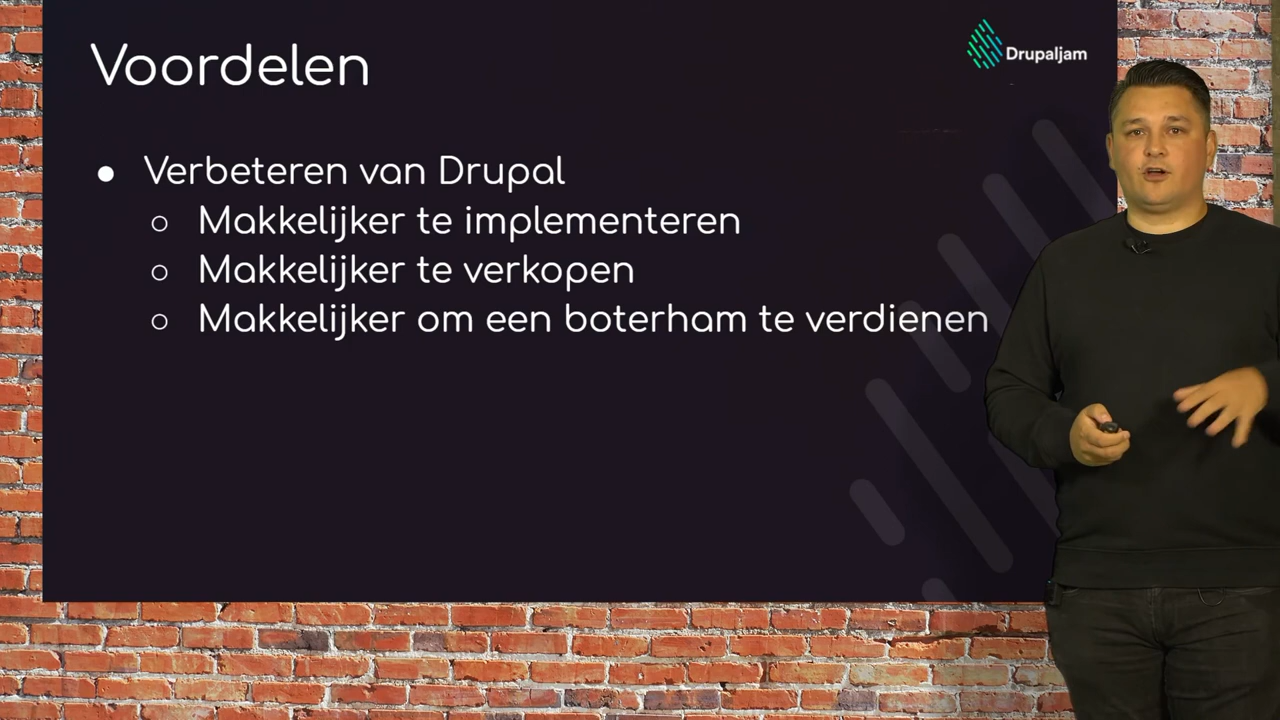 Voordelen
Drupaljam
● Verbeteren van Drupal
○ Makkelijker te implementeren
○ Makkelijker te verkopen
○ Makkelijker om een boterham te verdienen